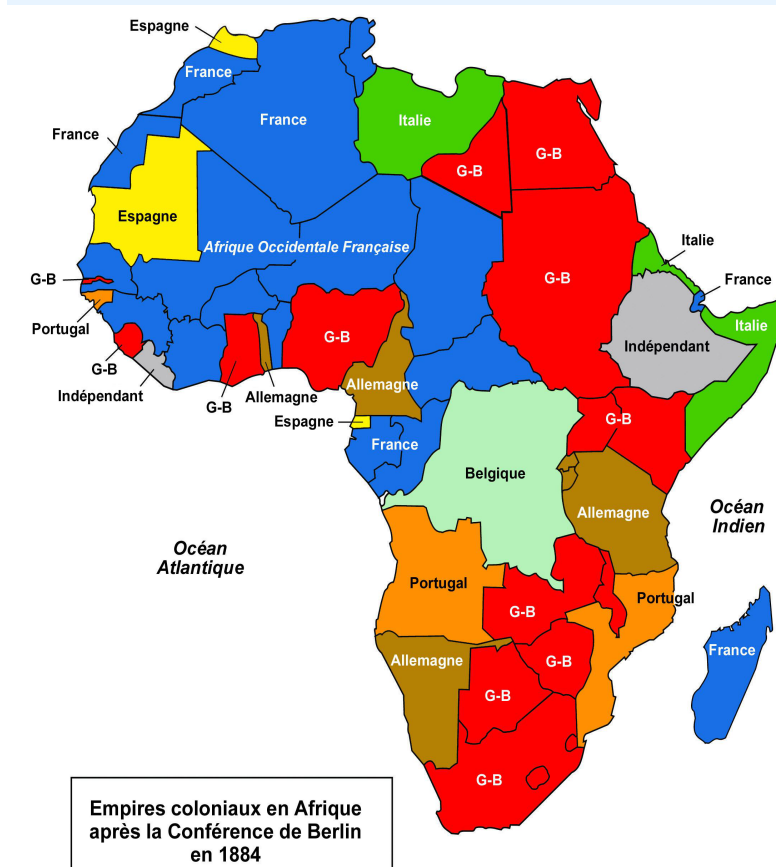 Espagne
France
France
France
Italie
G-B
G-B
Espagne
Afrique Occidentale Française
G-B
Italie
France
G-B
Portugal
G-B
Indépendant
Italie
G-B
Indépendant
G-B
Allemagne
Allemagne
Espagne
France
G-B
Belgique
Allemagne
Océan
Indien
Océan
Atlantique
Portugal
Portugal
G-B
G-B
France
Allemagne
G-B
G-B
Empires coloniaux en Afrique
après la Conférence de Berlin
en 1884